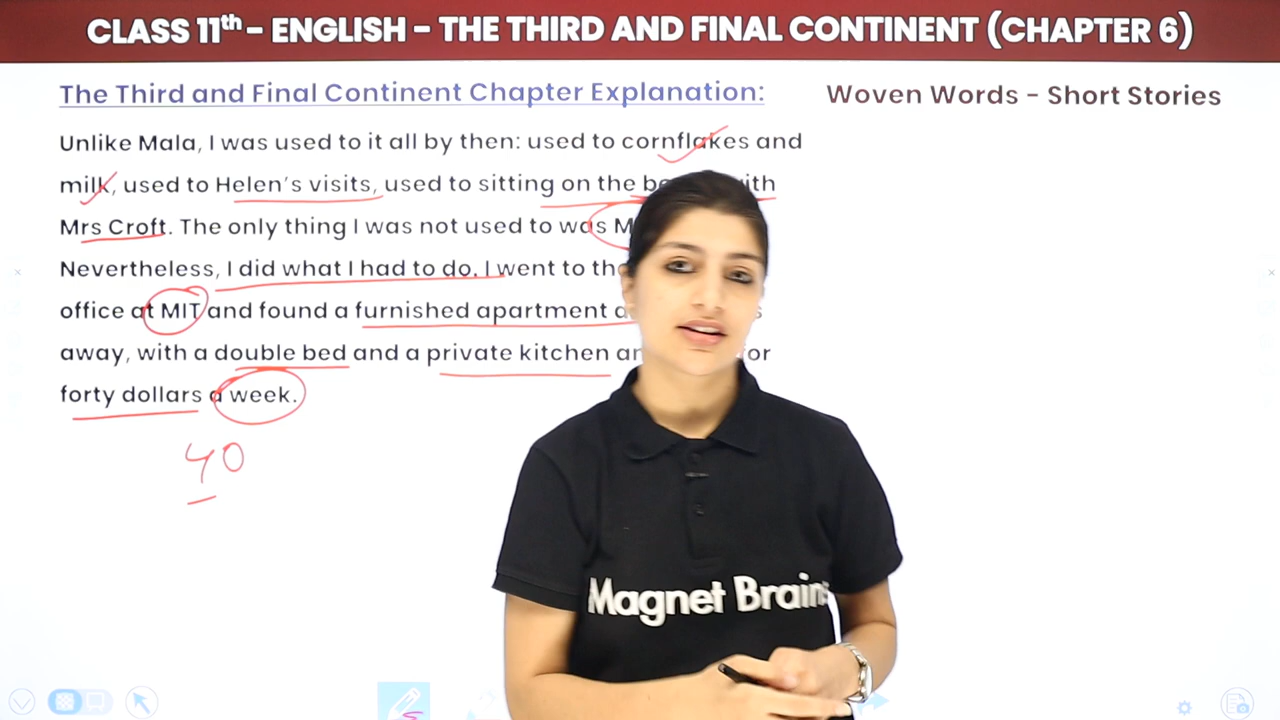 CLASS 11th - ENGLISH - THE THIRD AND FINAL CONTINENT (CHAPTER 6)
The Third and Final Continent Chapter Explanation:
Woven Words - Short Stories
Unlike Mala, I was used to it all by then: used to cornflakes and
milk, used to Helen's visits, used to sitting on the
Mrs Croft. The only thing I was not used to was
Nevertheless, I did what I had to do. I went to the
office at MIT and found a furnished apartment
away, with a double bed and a private kitchen
forty dollars a week.
40
Magnet Brains